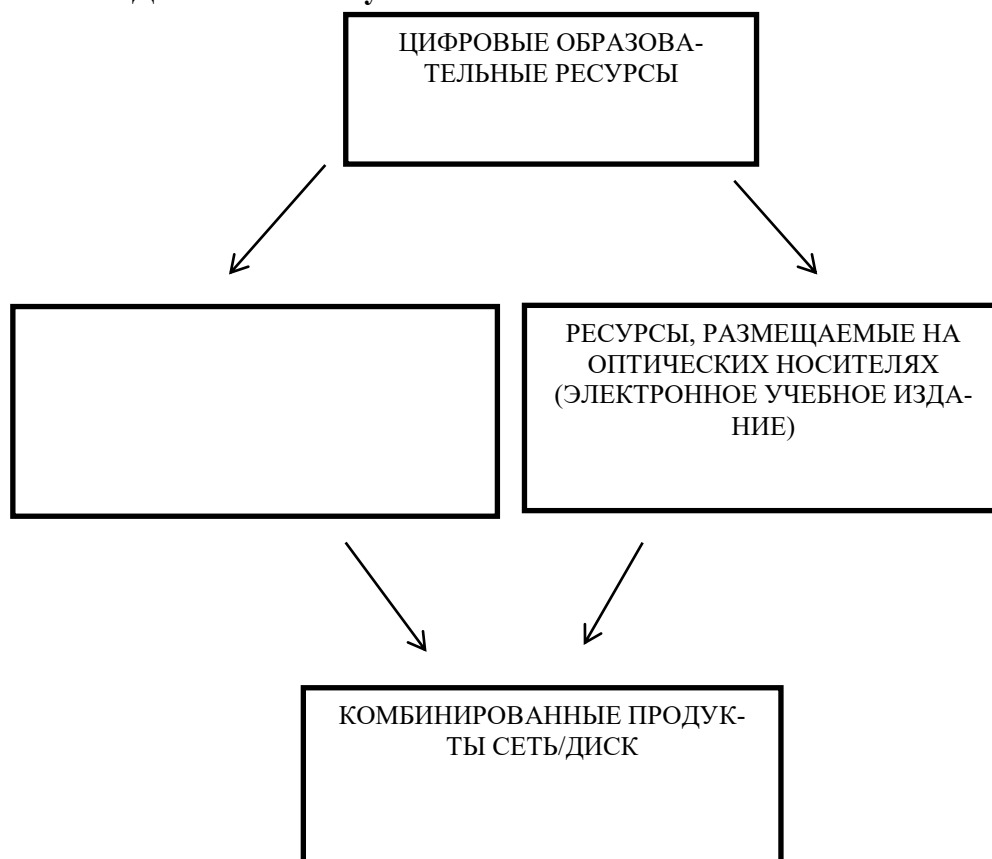 ЦИФРОВЫЕ ОБРАЗОВА-
ТЕЛЬНЫЕ РЕСУРСЫ
РЕСУРСЫ, РАЗМЕЩАЕМЫЕ НА
ОПТИЧЕСКИХ НОСИТЕЛЯХ
(ЭЛЕКТРОННОЕ УЧЕБНОЕ ИЗДА-
НИЕ)
КОМБИНИРОВАННЫЕ ПРОДУК-
ТЫ СЕТЬ/ДИСК